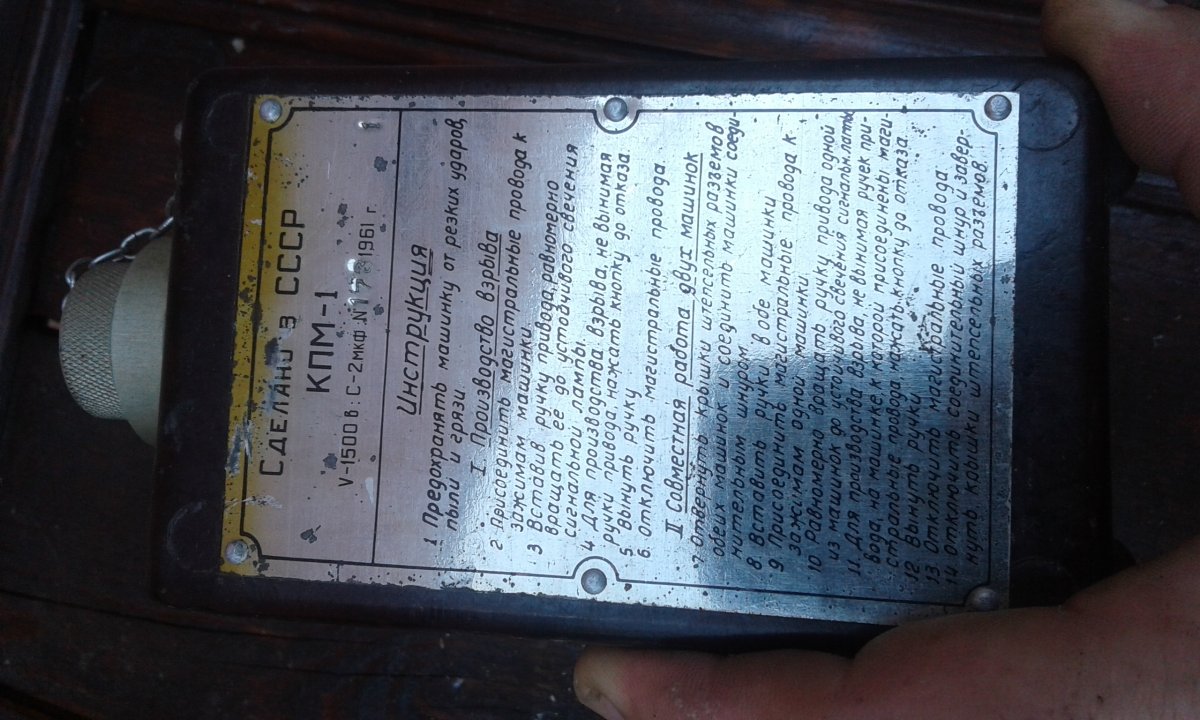 СДЕЛАНО В СССР
КПМ-1
V-1500в; С-2мкф №178 1961 г.
1
Инструкция
1 Предохранять машинку от резких ударов,
пыли и грязи
I Производство взрыва
2 Присоединить магистральные провода к
зажимам машинки.
3 Вставив ручку привода, равномерно
вращать её до устойчивого свечения
сигнальной лампы
4 Для производства взрыва, не вынимая
ручки привода, нажать кнопку до отказа.
5. Вынуть ручку
6. Отключить магистральные провода
II Совместная работа двух машинок
7. Отвернуть крышки штепсельных разъемов
обеих машинок и соединить машинки соеди-
нительным шнуром
8 Вставить ручки в обе машинки
9. Присоединить магистральные провода к
зажимам одной машинки
10 Равномерно вращать ручку привода одной
из машинок до устойчивого свечения сигнальн. лампы
11. Для производства взрыва, не вынимая ручек при-
вода, на машинке, к которой присоединены маги-
стральные провода, нажать кнопку до отказа.
12 Вынуть ручки
13. Отключить магистральные провода
14 Отключить соединительный шнур и завер-
нуть крышки штепсельных разъемов